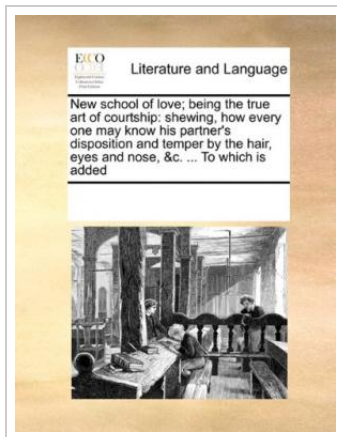 ECCO
Literature and Language
New school of love; being the true
art of courtship: shewing, how every
one may know his partner's
disposition and temper by the hair,
eyes and nose, &c. ... To which is
added